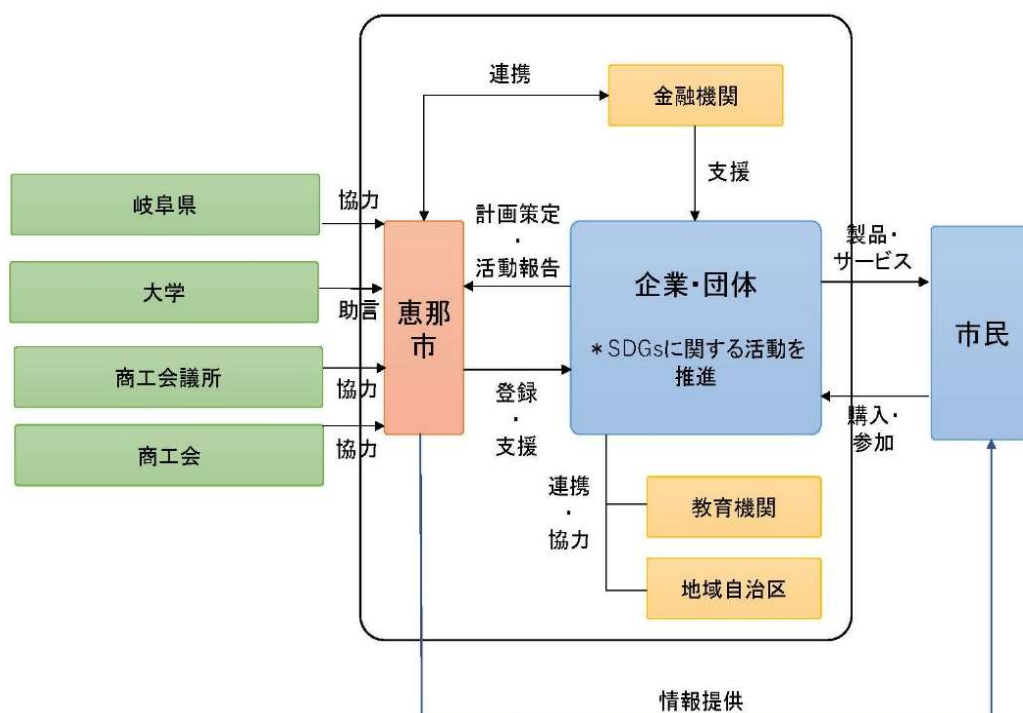 連携
金融機関
支援
岐阜県
協力
大学
助言
商工会議所
協力
商工会
協力
恵那
市
計画策定
・
活動報告
登録
・
支援
企業・団体
＊SDGsに関する活動を
推進
製品・
サービス
購入・
参加
市民
連携
・
協力
教育機関
地域自治区
情報提供